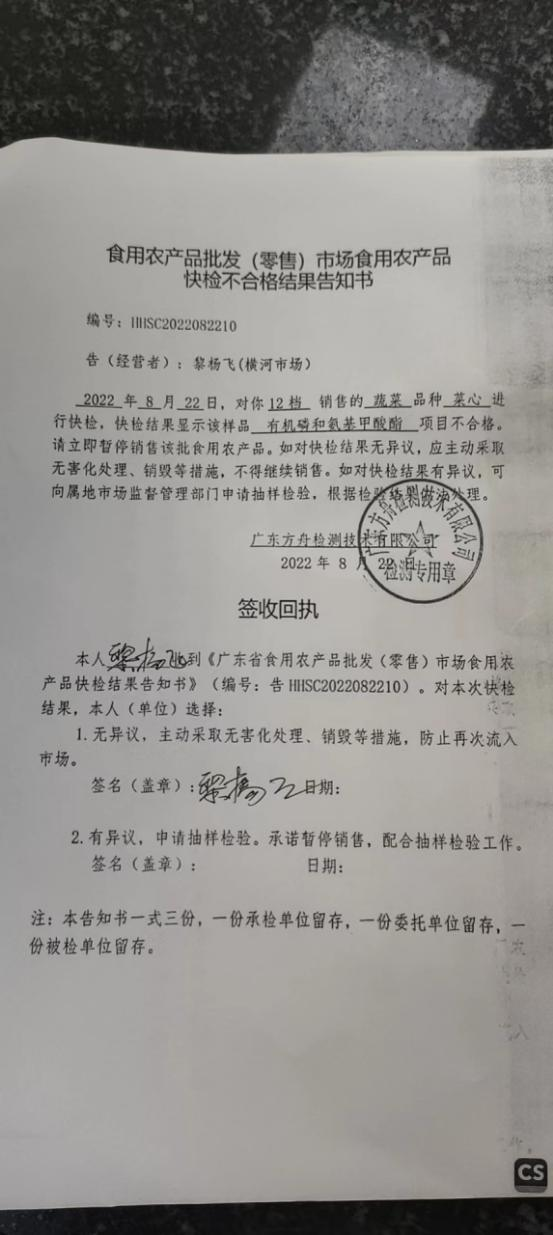 食用农产品批发（零售）市场食用农产品
快检不合格结果告知书
编号：HHSC2022082210
告（经营者）：黎杨飞(横河市场)
2022 年 8 月 22 日，对你 12档 销售的 蔬菜 品种 菜心 进
行快检，快检结果显示该样品 有机磷和氨基甲酸酯 项目不合格。
请立即暂停销售该批食用农产品。如对快检结果无异议，应主动采取
无害化处理、销毁等措施，不得继续销售。如对快检结果有异议，可
向属地市场监督管理部门申请抽样检验，根据检验结果依法处理。
广东方舟检测技术有限公司
2022 年 8 月 22 日
广东方舟检测技术有限公司
检测专用章
签收回执
本人黎杨飞到《广东省食用农产品批发（零售）市场食用农
产品快检结果告知书》（编号：告 HHSC2022082210）。对本次快检
结果，本人（单位）选择：
1. 无异议，主动采取无害化处理、销毁等措施，防止再次流入
市场。
签名（盖章）：黎杨飞 日期：
2. 有异议，申请抽样检验。承诺暂停销售，配合抽样检验工作。
签名（盖章）： 日期：
注：本告知书一式三份，一份承检单位留存，一份委托单位留存，一
份被检单位留存。
CS